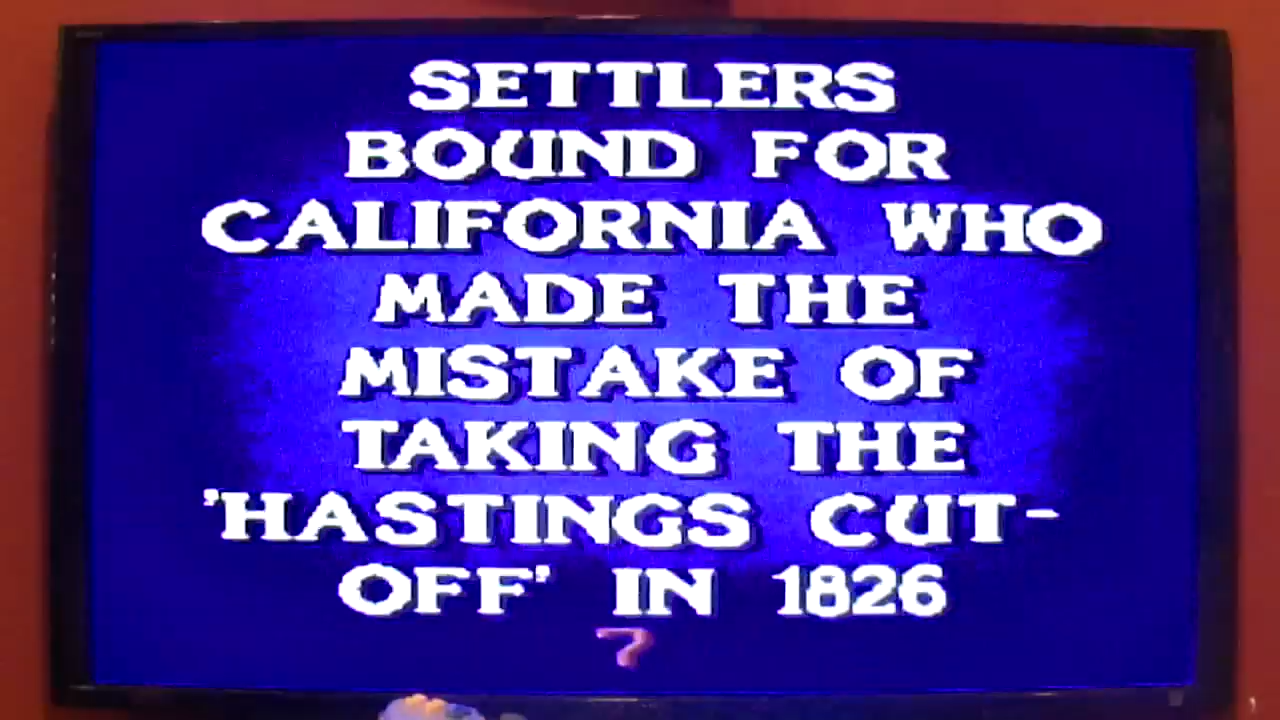 SETTLERS
BOUND FOR
CALIFORNIA WHO
MADE THE
MISTAKE OF
TAKING THE
'HASTINGS CUT-
OFF' IN 1826
?